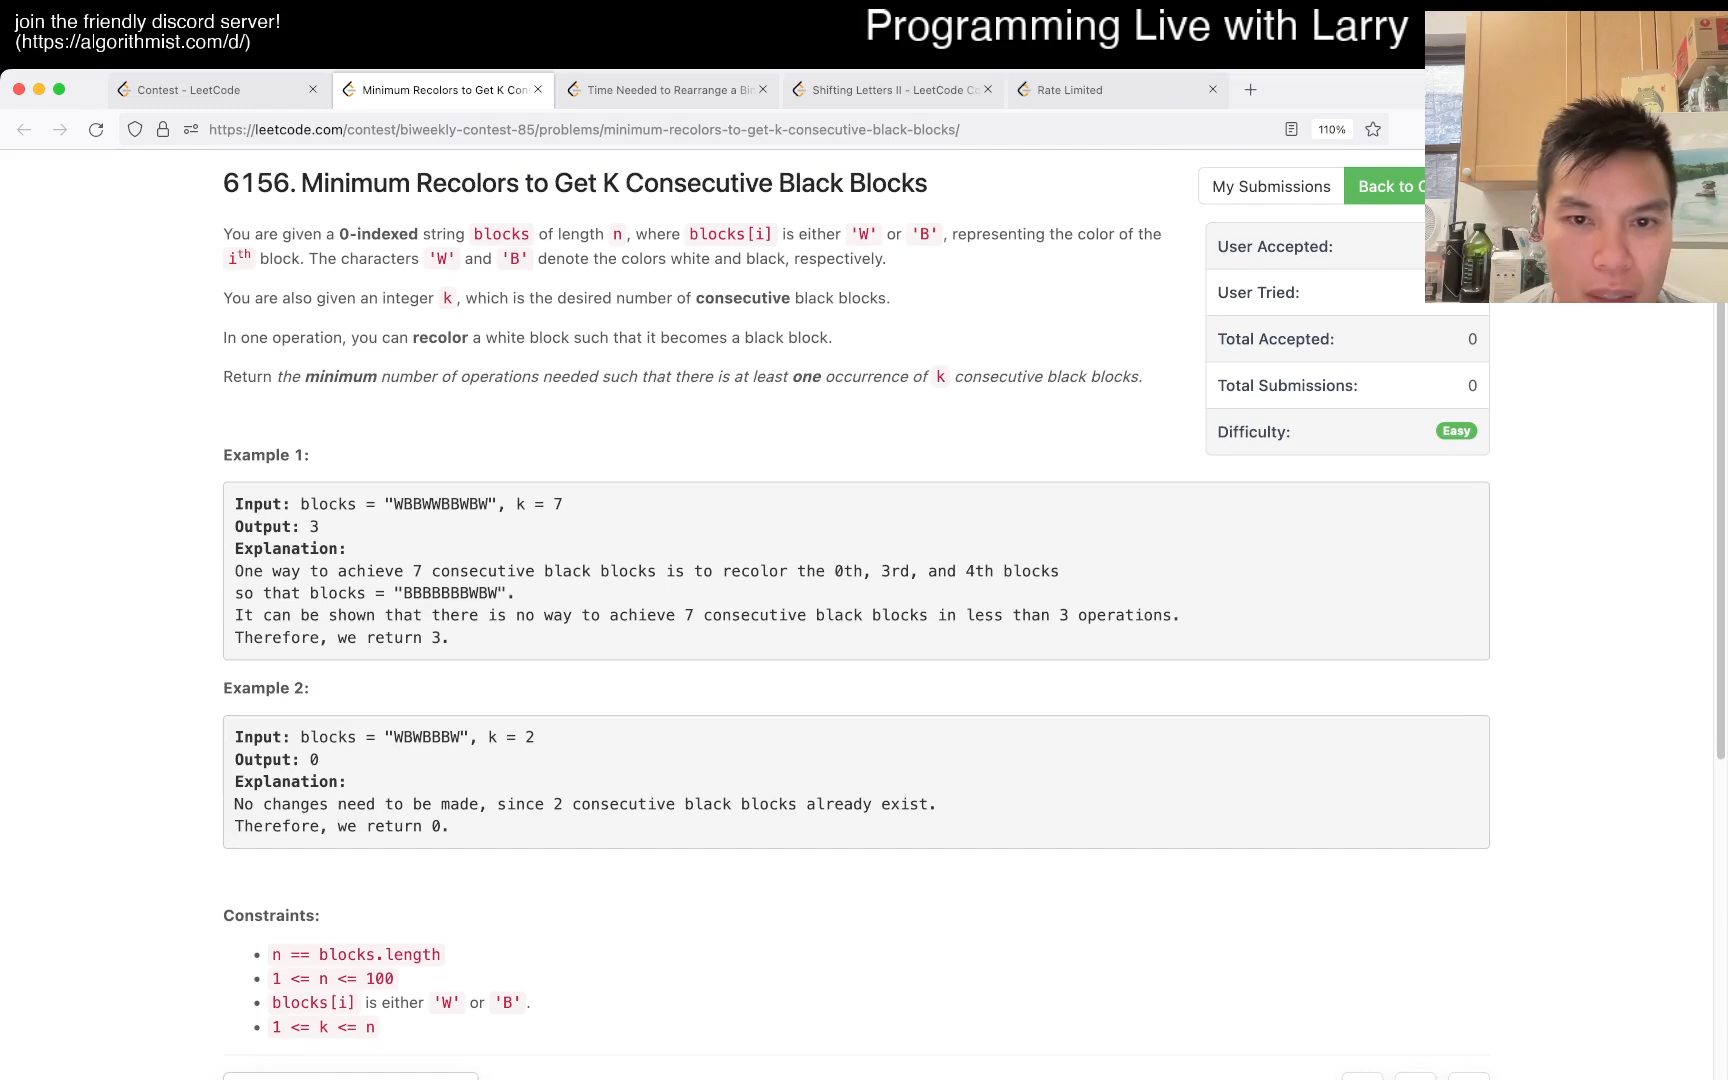 join the friendly discord server!
(https://algorithmist.com/d/)
Programming Live with Larry
Contest - LeetCode
Minimum Recolors to Get K Con
Time Needed to Rearrange a Bin
Shifting Letters II - LeetCode Co
Rate Limited
https://leetcode.com/contest/biweekly-contest-85/problems/minimum-recolors-to-get-k-consecutive-black-blocks/
110%
6156. Minimum Recolors to Get K Consecutive Black Blocks
My Submissions
Back to C
You are given a 0-indexed string blocks of length n, where blocks[i] is either 'W' or 'B', representing the color of the
ith block. The characters 'W' and 'B' denote the colors white and black, respectively.
You are also given an integer k, which is the desired number of consecutive black blocks.
In one operation, you can recolor a white block such that it becomes a black block.
Return the minimum number of operations needed such that there is at least one occurrence of k consecutive black blocks.
User Accepted:
User Tried:
Total Accepted: 0
Total Submissions: 0
Difficulty: Easy
Example 1:
Input: blocks = "WBBWWBBWBW", k = 7
Output: 3
Explanation:
One way to achieve 7 consecutive black blocks is to recolor the 0th, 3rd, and 4th blocks
so that blocks = "BBBBBBBWBW".
It can be shown that there is no way to achieve 7 consecutive black blocks in less than 3 operations.
Therefore, we return 3.
Example 2:
Input: blocks = "WBWBBBW", k = 2
Output: 0
Explanation:
No changes need to be made, since 2 consecutive black blocks already exist.
Therefore, we return 0.
Constraints:
• n == blocks.length
• 1 <= n <= 100
• blocks[i] is either 'W' or 'B'.
• 1 <= k <= n